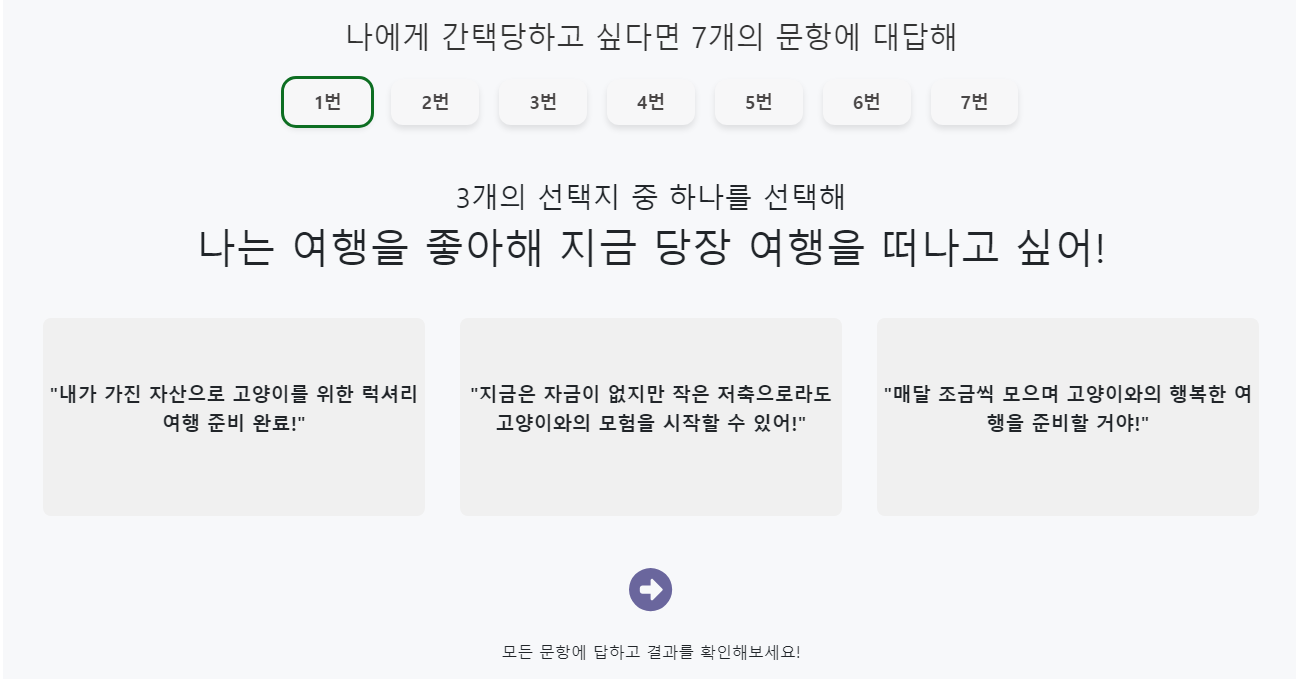 나에게 간택당하고 싶다면 7개의 문항에 대답해
1번 2번 3번 4번 5번 6번 7번
3개의 선택지 중 하나를 선택해
나는 여행을 좋아해 지금 당장 여행을 떠나고 싶어!
"내가 가진 자산으로 고양이를 위한 럭셔리
여행 준비 완료!"
"지금은 자금이 없지만 작은 저축으로라도
고양이와의 모험을 시작할 수 있어!"
"매달 조금씩 모으며 고양이와의 행복한 여
행을 준비할 거야!"
모든 문항에 답하고 결과를 확인해보세요!